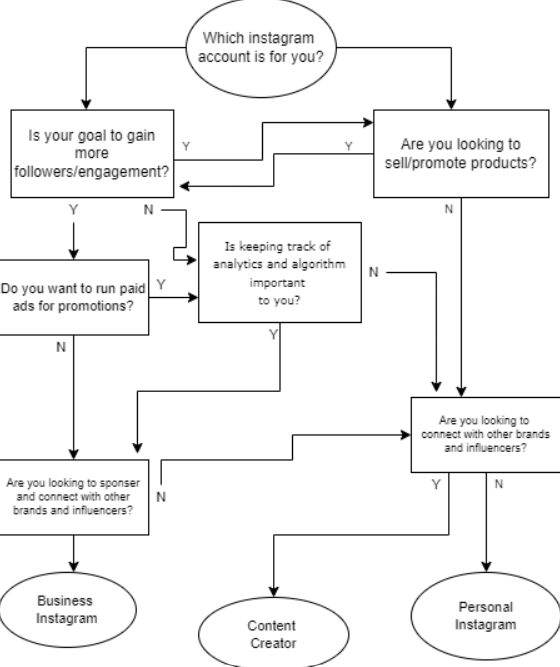 Which instagram
account is for you?
Is your goal to gain
more
followers/engagement?
Y
Y
Are you looking to
sell/promote products?
Y
N
N
Is keeping track of
analytics and algorithm
important
to you?
N
Do you want to run paid
ads for promotions?
Y
N
Y
Are you looking to
connect with other brands
and influencers?
Are you looking to sponser
and connect with other
brands and influencers?
N
Y
N
Business
Instagram
Content
Creator
Personal
Instagram